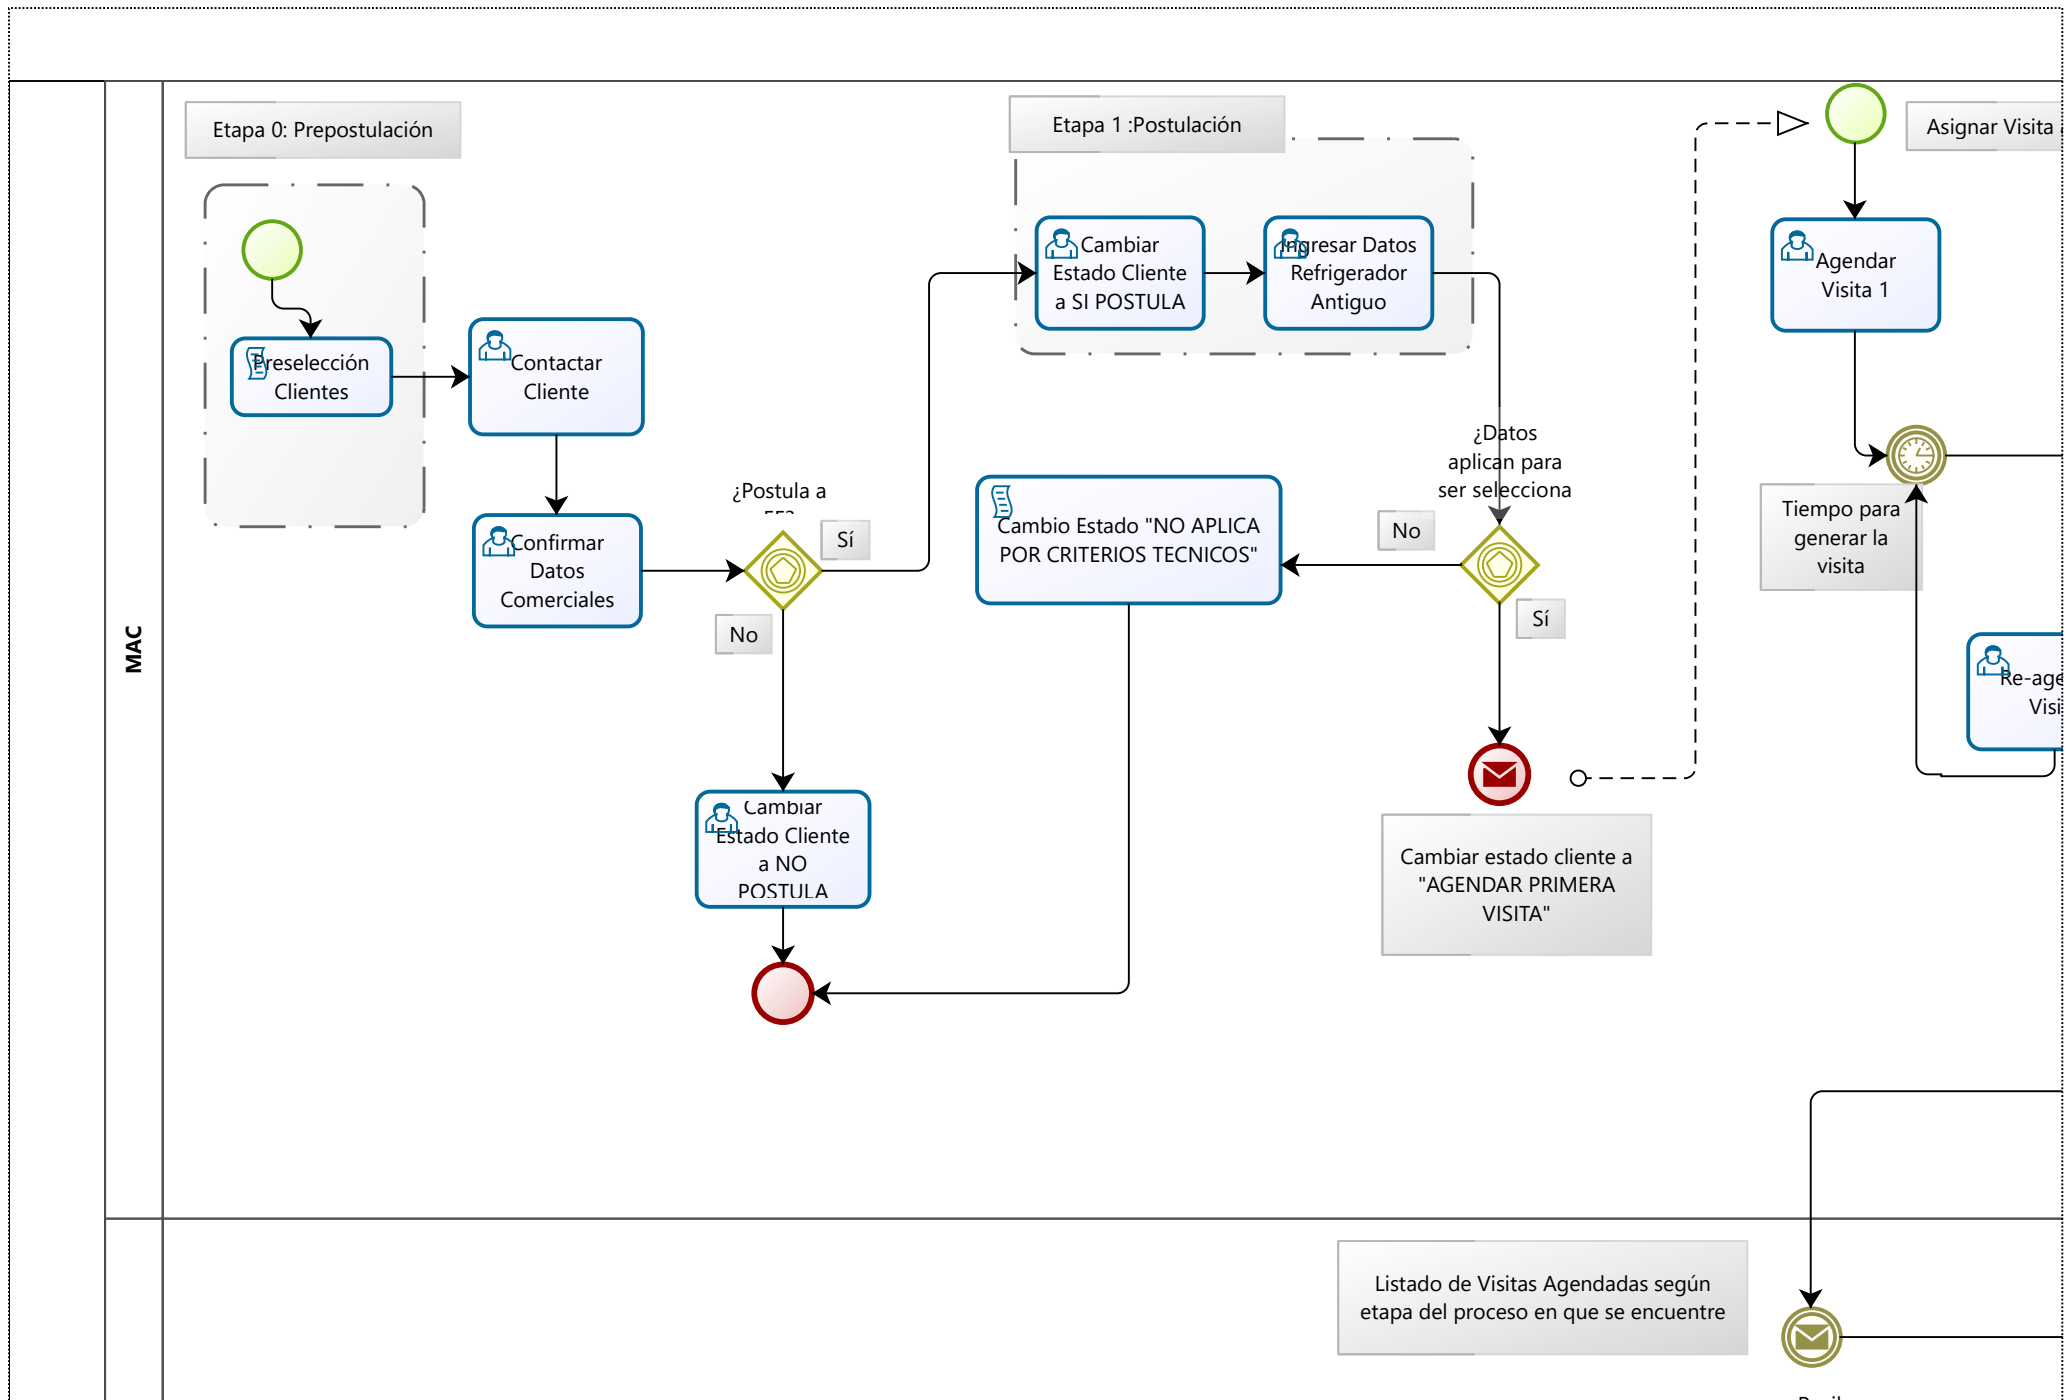 MAC
Etapa 0: Prepostulación
Preselección
Clientes
Contactar
Cliente
Confirmar
Datos
Comerciales
¿Postula a
Sí
No
Cambiar
Estado Cliente
a NO
POSTULA
Etapa 1 :Postulación
Cambiar
Estado Cliente
a SI POSTULA
Ingresar Datos
Refrigerador
Antiguo
¿Datos
aplican para
ser selecciona
No
Sí
Cambio Estado "NO APLICA
POR CRITERIOS TECNICOS"
Cambiar estado cliente a
"AGENDAR PRIMERA
VISITA"
Asignar Visita
Agendar
Visita 1
Tiempo para
generar la
visita
Re-age
Visi
Listado de Visitas Agendadas según
etapa del proceso en que se encuentre